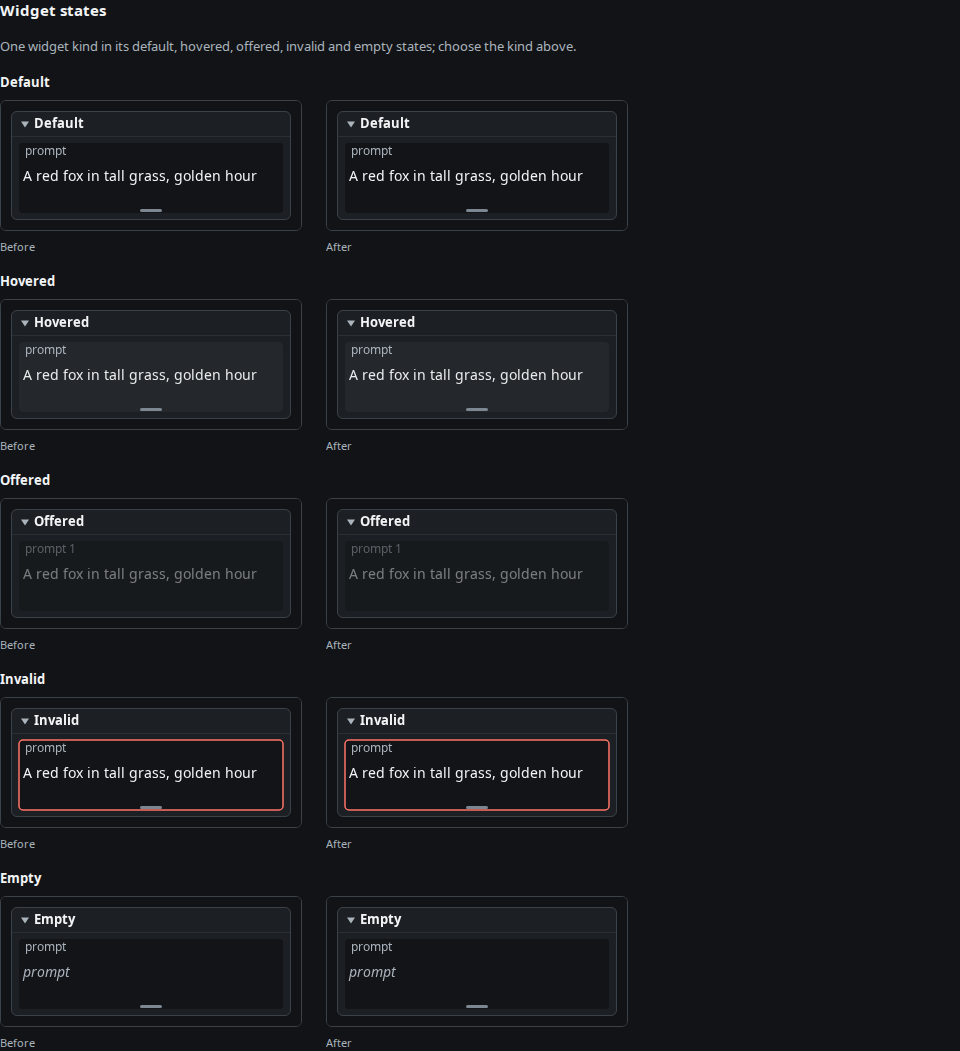 Widget states
One widget kind in its default, hovered, offered, invalid and empty states; choose the kind above.
Default
Default
prompt
A red fox in tall grass, golden hour
Before
Default
prompt
A red fox in tall grass, golden hour
After
Hovered
Hovered
prompt
A red fox in tall grass, golden hour
Before
Hovered
prompt
A red fox in tall grass, golden hour
After
Offered
Offered
prompt 1
A red fox in tall grass, golden hour
Before
Offered
prompt 1
A red fox in tall grass, golden hour
After
Invalid
Invalid
prompt
A red fox in tall grass, golden hour
Before
Invalid
prompt
A red fox in tall grass, golden hour
After
Empty
Empty
prompt
prompt
Before
Empty
prompt
prompt
After